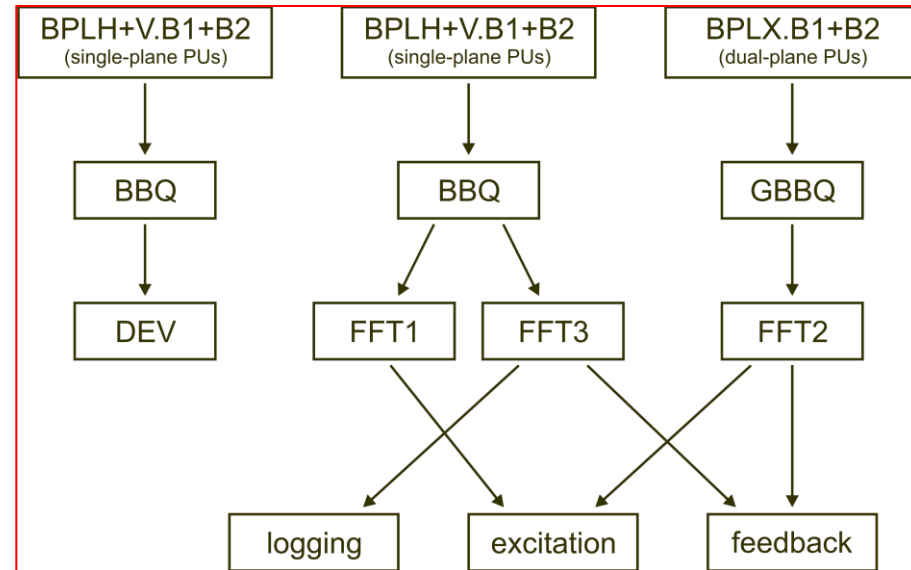 BPLH+V.B1+B2
(single-plane PUs)
BPLH+V.B1+B2
(single-plane PUs)
BPLX.B1+B2
(dual-plane PUs)
BBQ
BBQ
GBBQ
DEV
FFT1
FFT3
FFT2
logging
excitation
feedback